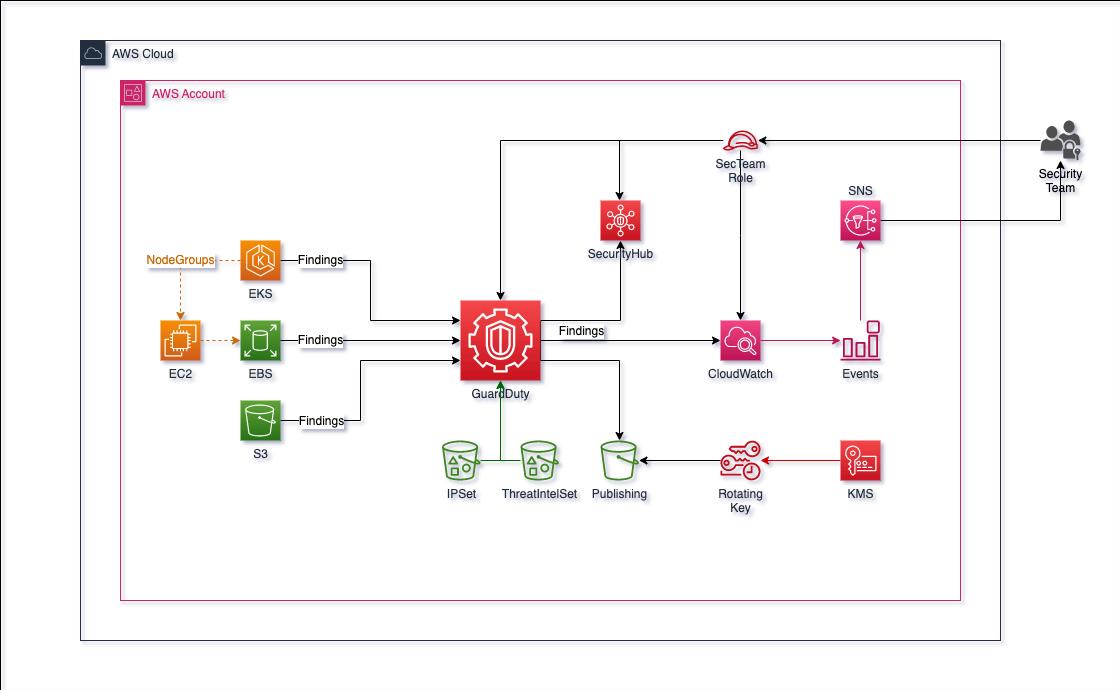 AWS Cloud
AWS Account
SecTeam
Role
Security
Team
SNS
SecurityHub
NodeGroups
Findings
EKS
Findings
Findings
EC2
EBS
GuardDuty
CloudWatch
Events
Findings
S3
IPSet
ThreatIntelSet
Publishing
Rotating
Key
KMS